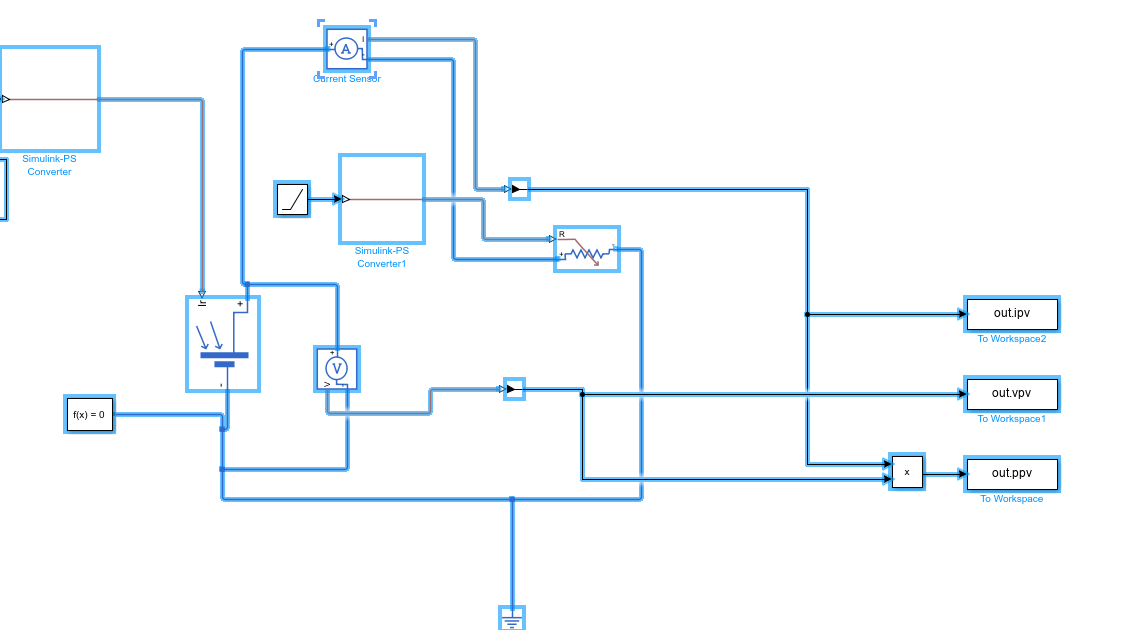 +
A
I
-
Current Sensor
Simulink-PS
Converter
Simulink-PS
Converter1
R
+
-
Ir
+
-
+
V
V
-
f(x) = 0
out.ipv
To Workspace2
out.vpv
To Workspace1
x
out.ppv
To Workspace